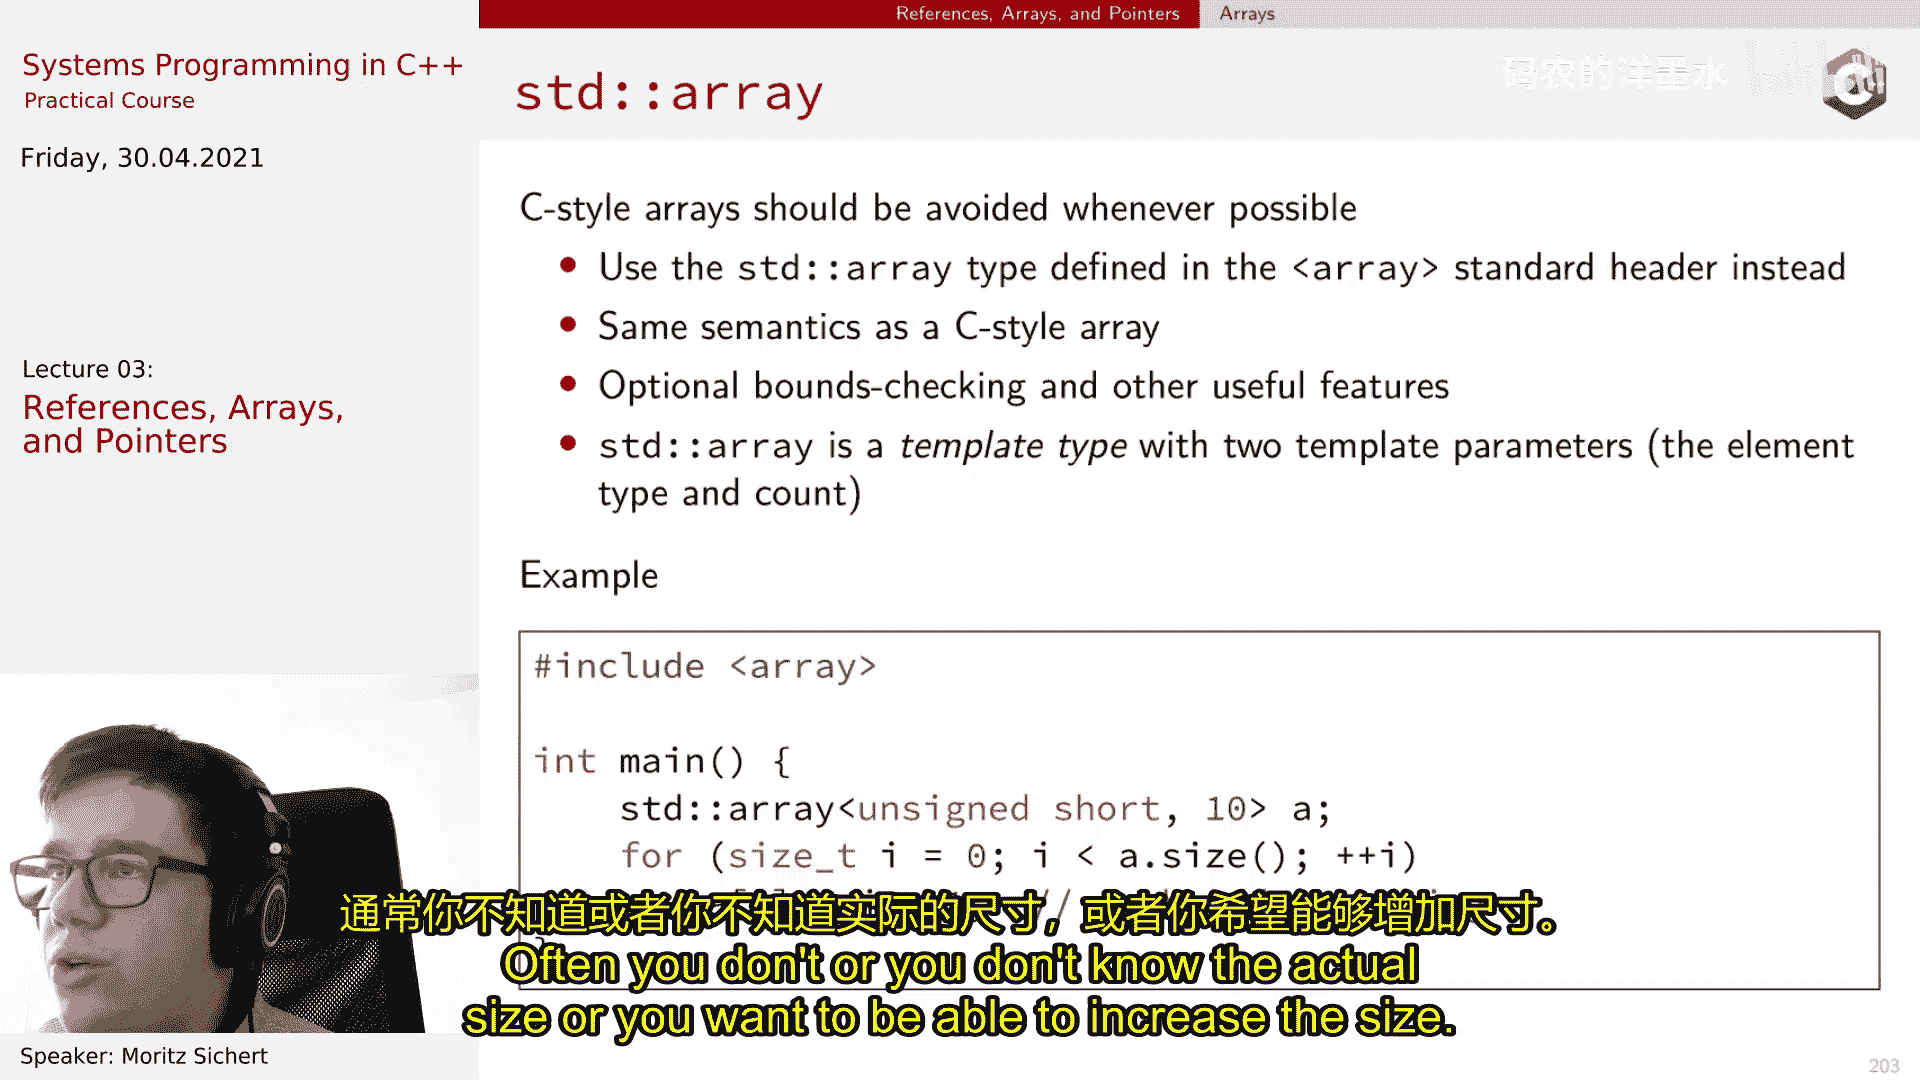 References, Arrays, and Pointers
Arrays
Systems Programming in C++
Practical Course
Friday, 30.04.2021
Lecture 03:
References, Arrays,
and Pointers
std::array
码农的洋墨水
C-style arrays should be avoided whenever possible
Use the std::array type defined in the <array> standard header instead
Same semantics as a C-style array
Optional bounds-checking and other useful features
std::array is a template type with two template parameters (the element
type and count)
Example
#include <array>
int main() {
std::array<unsigned short, 10> a;
for (size_t i = 0; i < a.size(); ++i)
通常你不知道或者你不知道实际的尺寸，或者你希望能够增加尺寸。
Often you don't or you don't know the actual
size or you want to be able to increase the size.
Speaker: Moritz Sichert
203